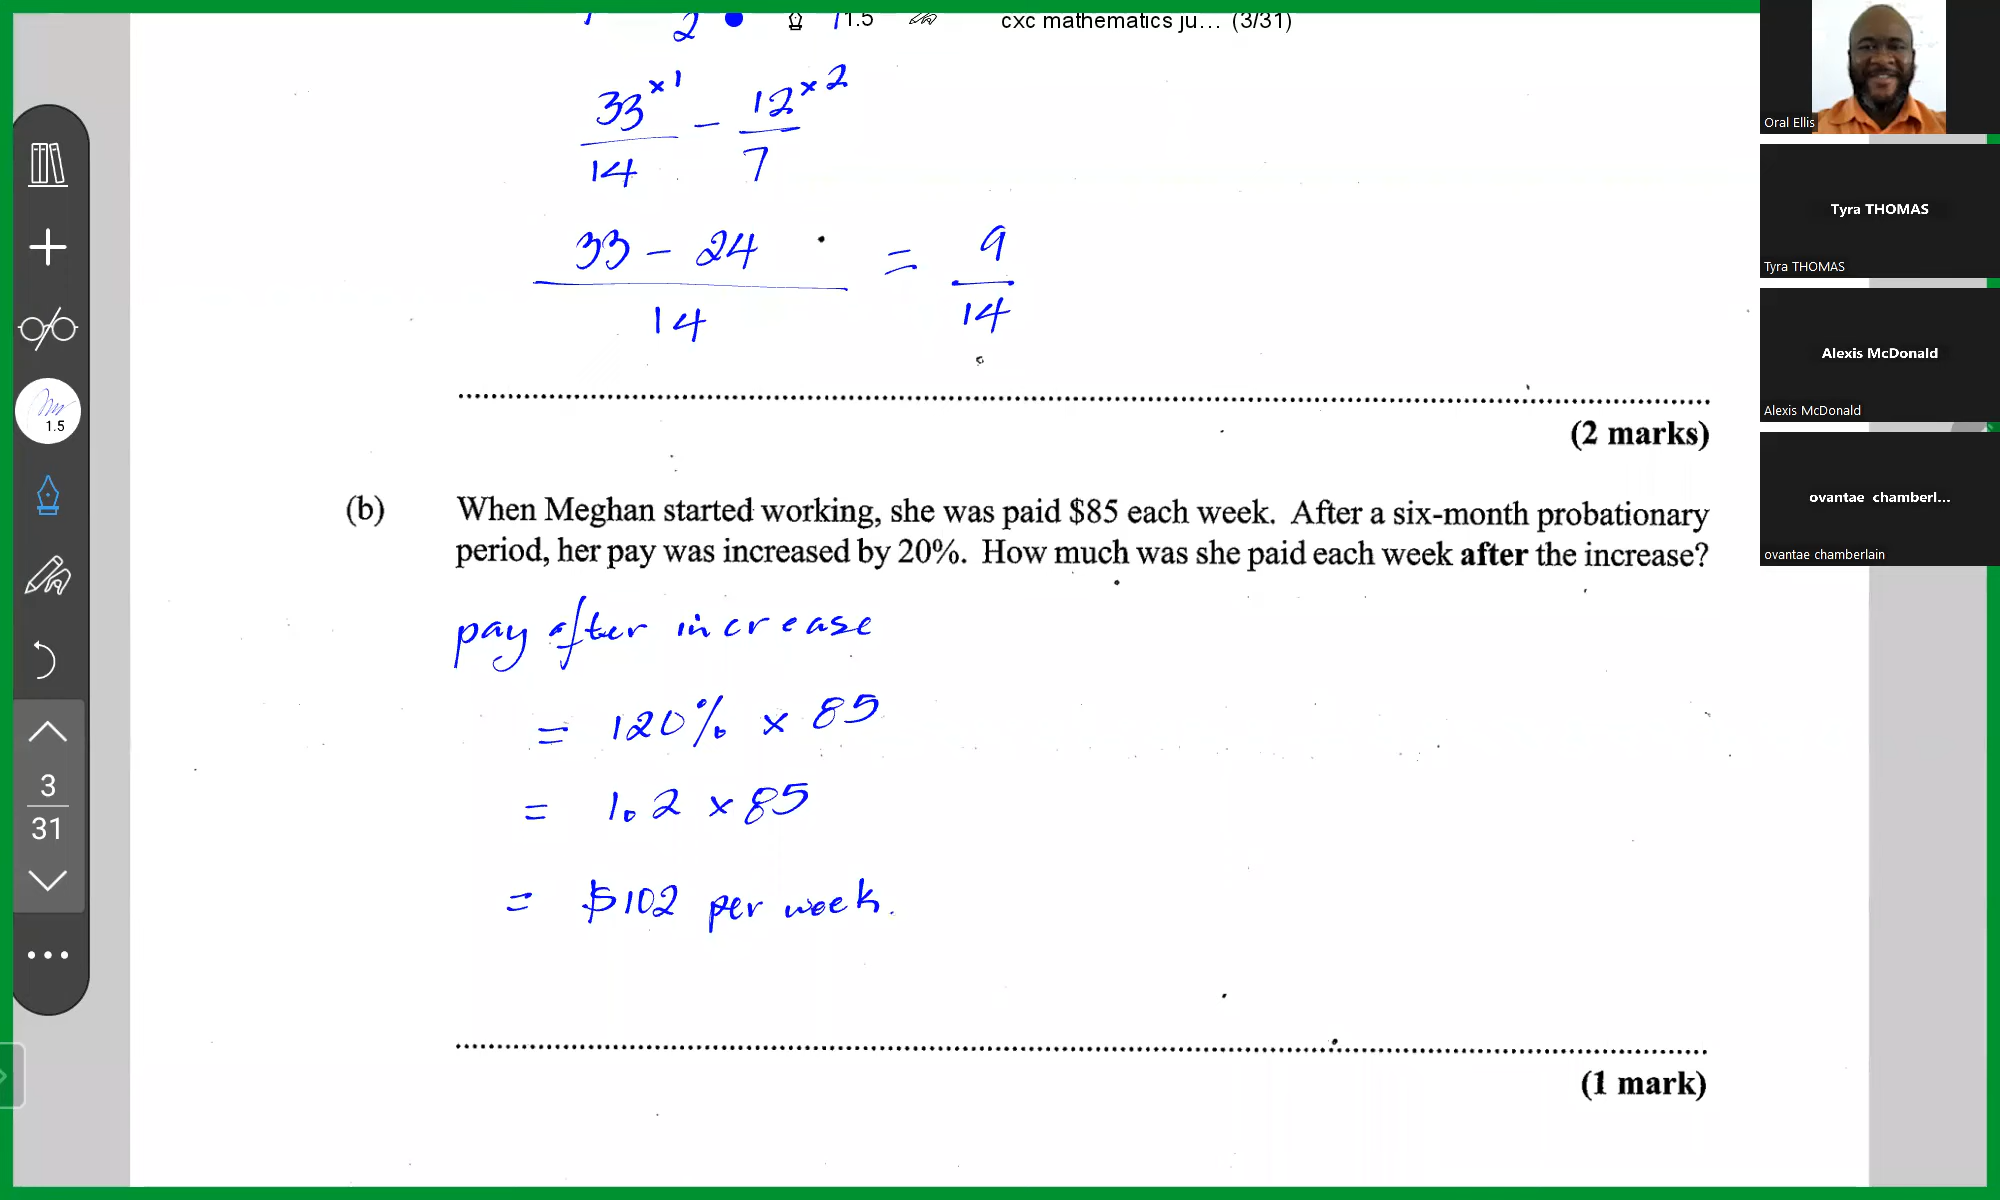 2 1.5 cxc mathematics ju... (3/31)
33 ×1 − 12 ×2
14 7
33 − 24 = 9
14 14
(2 marks)
(b) When Meghan started working, she was paid $85 each week. After a six-month probationary
period, her pay was increased by 20%. How much was she paid each week after the increase?
pay after increase
= 120% × 85
= 1.2 × 85
= $102 per week.
(1 mark)
1.5
3
31
Oral Ellis
Tyra THOMAS
Tyra THOMAS
Alexis McDonald
Alexis McDonald
ovantae chamberl...
ovantae chamberlain